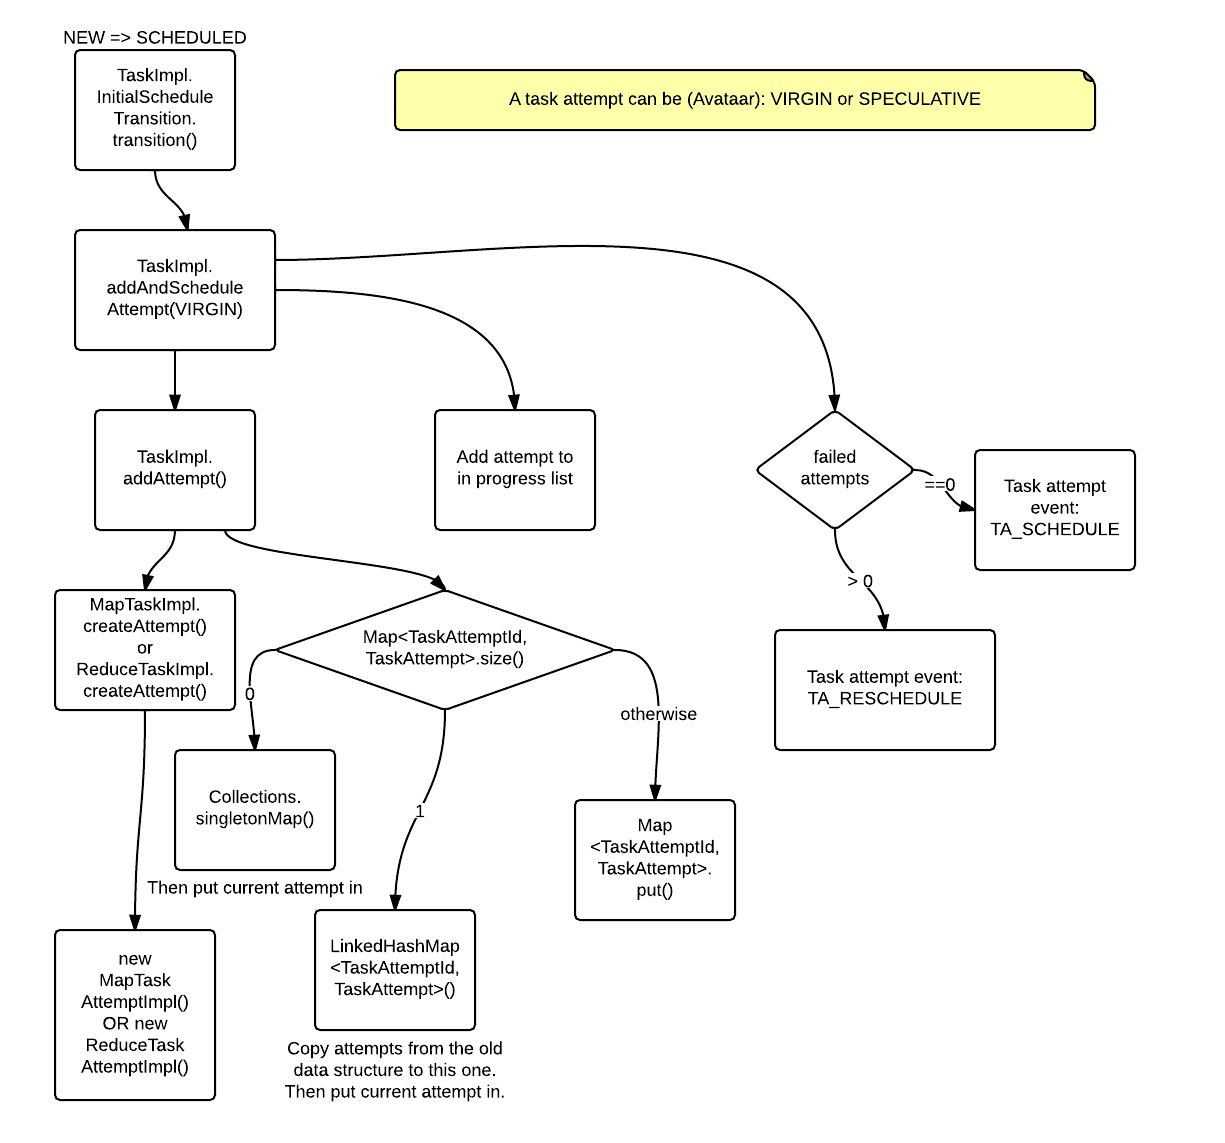 NEW => SCHEDULED
TaskImpl.
InitialSchedule
Transition.
transition()
A task attempt can be (Avataar): VIRGIN or SPECULATIVE
TaskImpl.
addAndSchedule
Attempt(VIRGIN)
TaskImpl.
addAttempt()
Add attempt to
in progress list
failed
attempts
==0
Task attempt
event:
TA_SCHEDULE
> 0
Task attempt event:
TA_RESCHEDULE
MapTaskImpl.
createAttempt()
or
ReduceTaskImpl.
createAttempt()
Map<TaskAttemptId,
TaskAttempt>.size()
0
otherwise
1
Collections.
singletonMap()
Then put current attempt in
Map
<TaskAttemptId,
TaskAttempt>.
put()
new
MapTask
AttemptImpl()
OR new
ReduceTask
AttemptImpl()
LinkedHashMap
<TaskAttemptId,
TaskAttempt>()
Copy attempts from the old
data structure to this one.
Then put current attempt in.